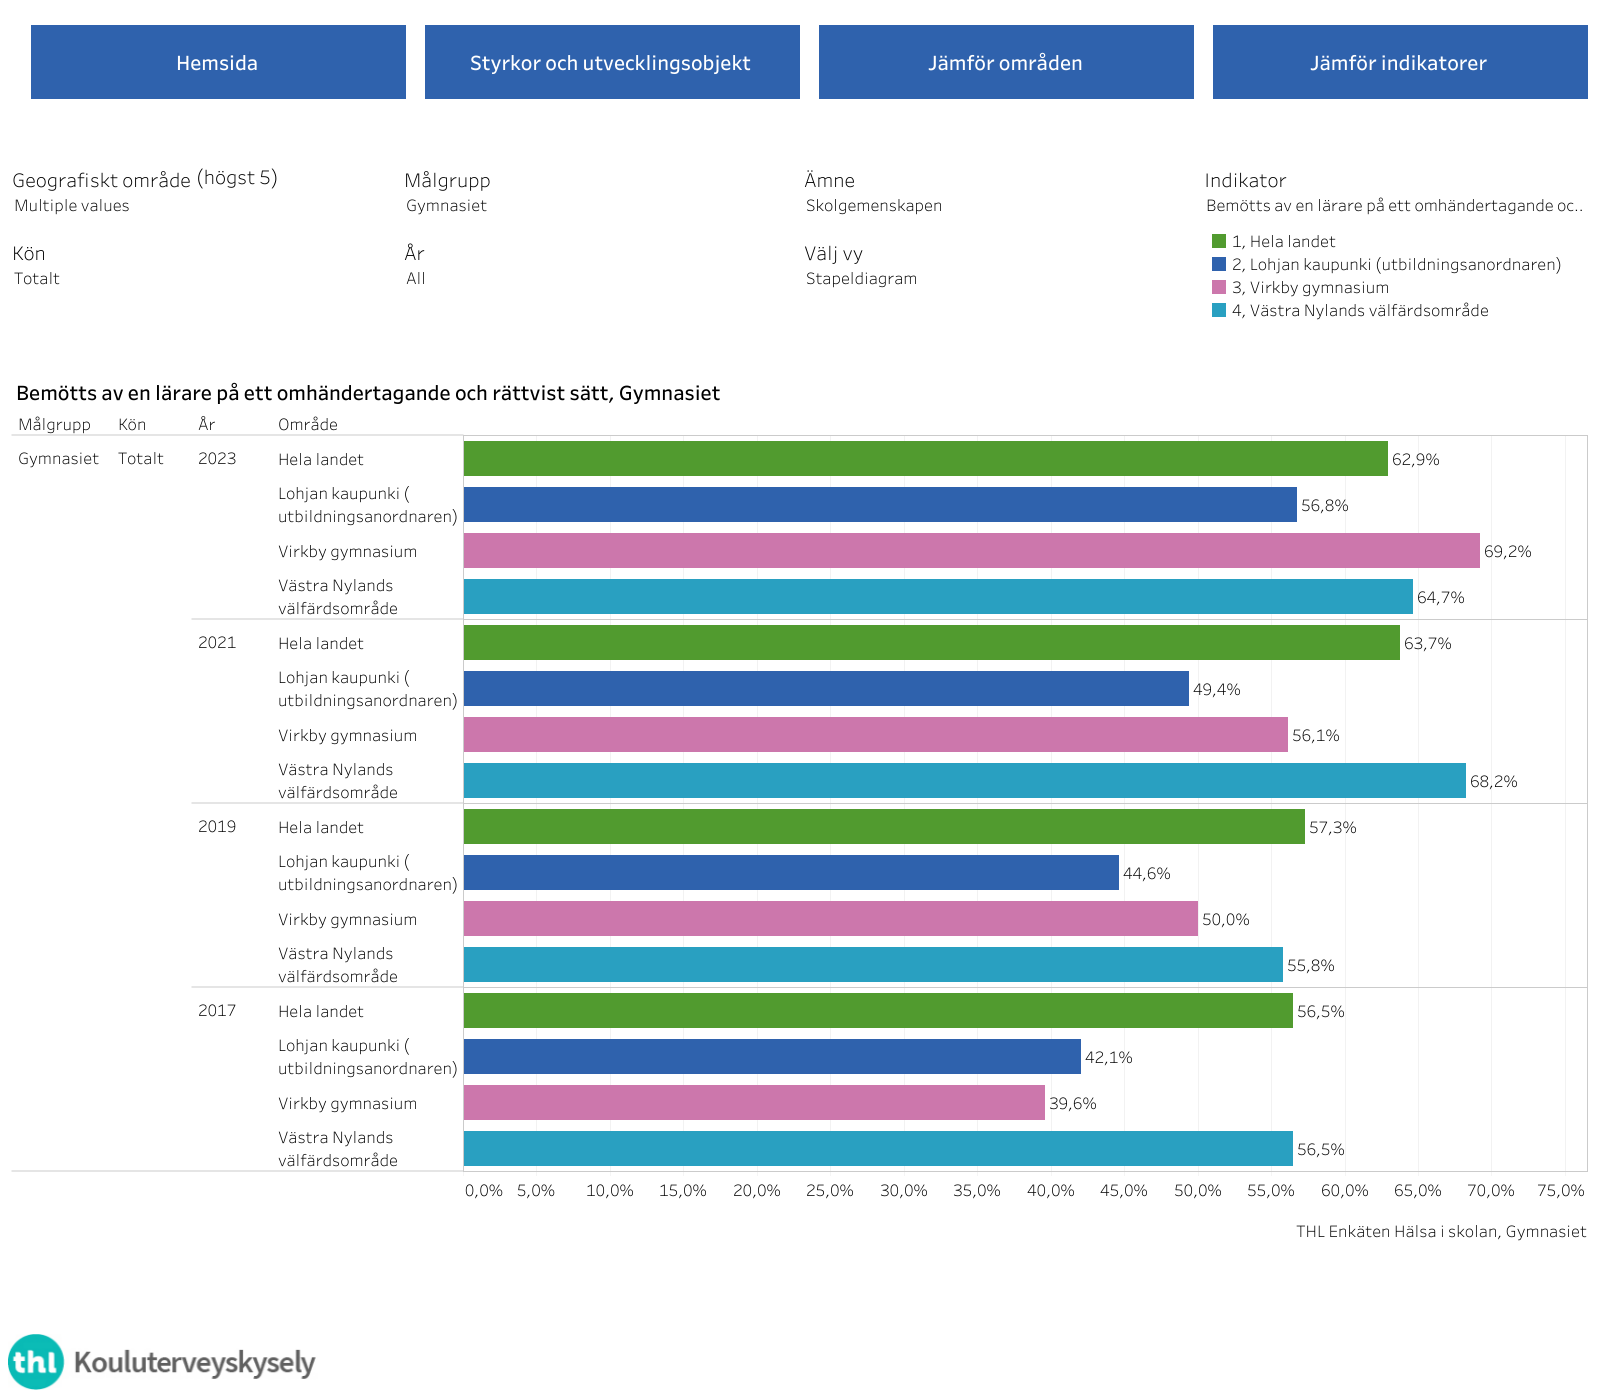 Hemsida
Styrkor och utvecklingsobjekt
Jämför områden
Jämför indikatorer
Geografiskt område (högst 5)
Multiple values
Målgrupp
Gymnasiet
Ämne
Skolgemenskapen
Indikator
Bemötts av en lärare på ett omhändertagande oc..
Kön
Totalt
År
All
Välj vy
Stapeldiagram
1, Hela landet
2, Lohjan kaupunki (utbildningsanordnaren)
3, Virkby gymnasium
4, Västra Nylands välfärdsområde
Bemötts av en lärare på ett omhändertagande och rättvist sätt, Gymnasiet
Målgrupp Kön År Område
Gymnasiet Totalt 2023 Hela landet 62,9%
Lohjan kaupunki (
utbildningsanordnaren) 56,8%
Virkby gymnasium 69,2%
Västra Nylands
välfärdsområde 64,7%
2021 Hela landet 63,7%
Lohjan kaupunki (
utbildningsanordnaren) 49,4%
Virkby gymnasium 56,1%
Västra Nylands
välfärdsområde 68,2%
2019 Hela landet 57,3%
Lohjan kaupunki (
utbildningsanordnaren) 44,6%
Virkby gymnasium 50,0%
Västra Nylands
välfärdsområde 55,8%
2017 Hela landet 56,5%
Lohjan kaupunki (
utbildningsanordnaren) 42,1%
Virkby gymnasium 39,6%
Västra Nylands
välfärdsområde 56,5%
0,0% 5,0% 10,0% 15,0% 20,0% 25,0% 30,0% 35,0% 40,0% 45,0% 50,0% 55,0% 60,0% 65,0% 70,0% 75,0%
THL Enkäten Hälsa i skolan, Gymnasiet
thl Kouluterveyskysely